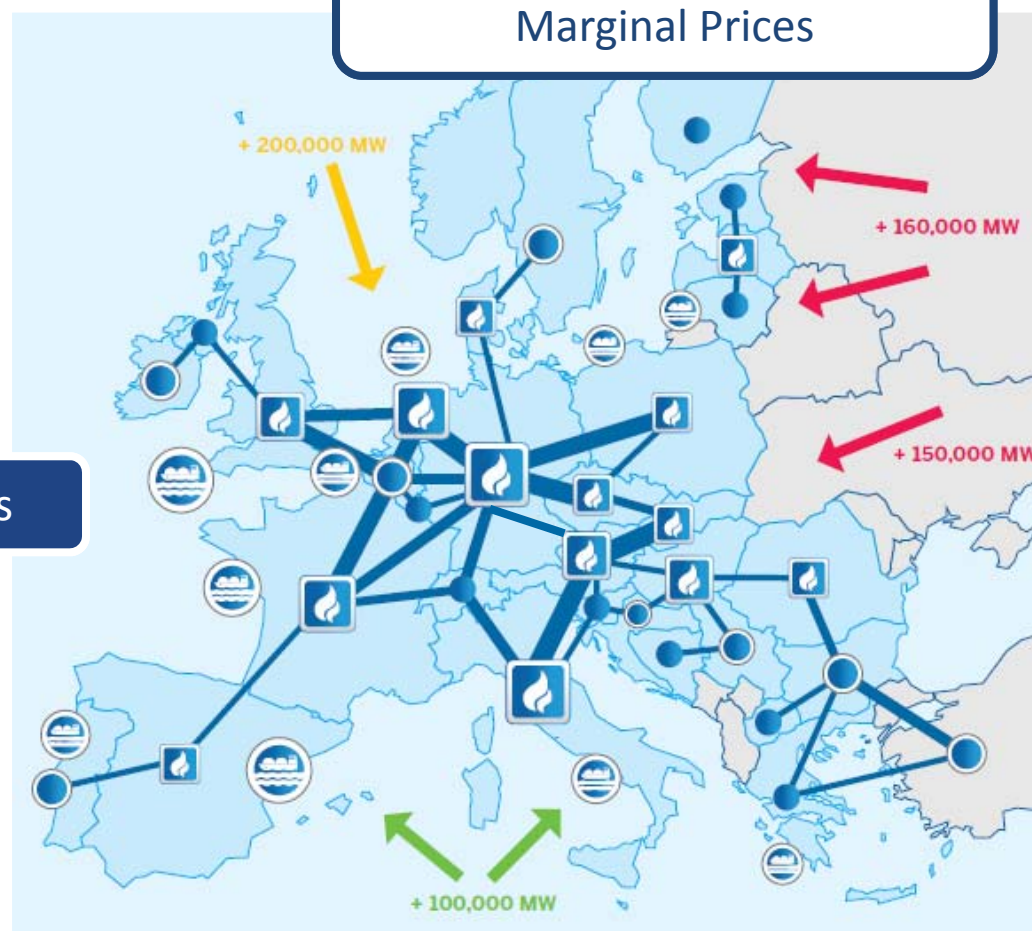 Marginal Prices
+ 200,000 MW
+ 160,000 MW
+ 150,000 MW
s
+ 100,000 MW